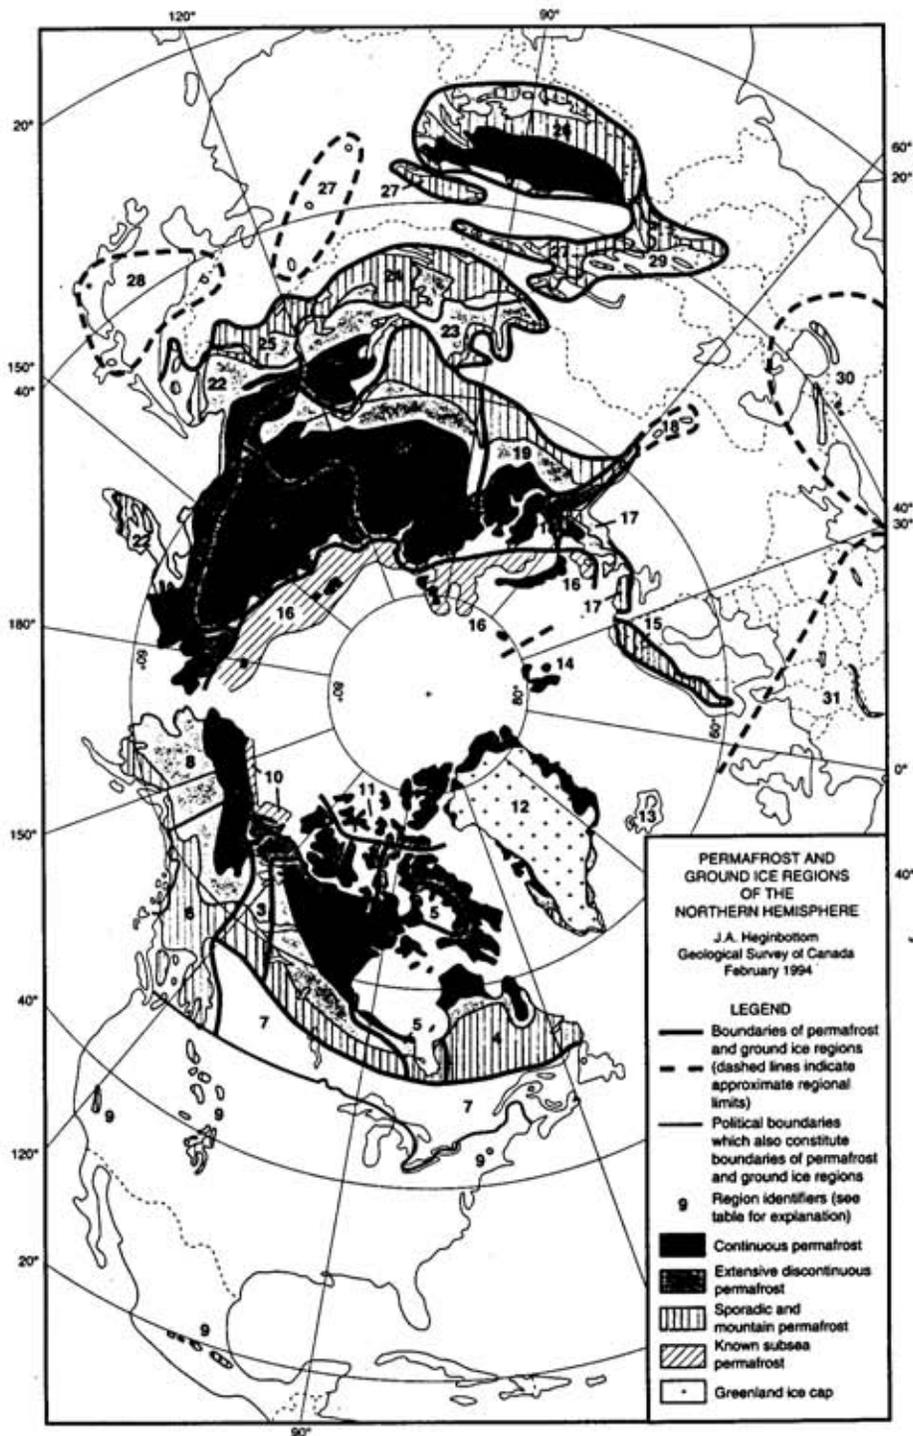 120°
90°
20°
60°
20°
26
27
27
28
29
24
25
23
150°
40°
22
30
18
19
40°
30°
17
22
16
16
17
16
15
180°
60°
14
80°
80°
60°
31
0°
8
10
11
12
13
150°
40°
5
6
3
40°
7
5
4
7
9
9
9
120°
20°
9
90°
PERMAFROST AND
GROUND ICE REGIONS
OF THE
NORTHERN HEMISPHERE
J.A. Heginbottom
Geological Survey of Canada
February 1994
LEGEND
Boundaries of permafrost
and ground ice regions
(dashed lines indicate
approximate regional
limits)
Political boundaries
which also constitute
boundaries of permafrost
and ground ice regions
9 Region identifiers (see
table for explanation)
Continuous permafrost
Extensive discontinuous
permafrost
Sporadic and
mountain permafrost
Known subsea
permafrost
Greenland ice cap